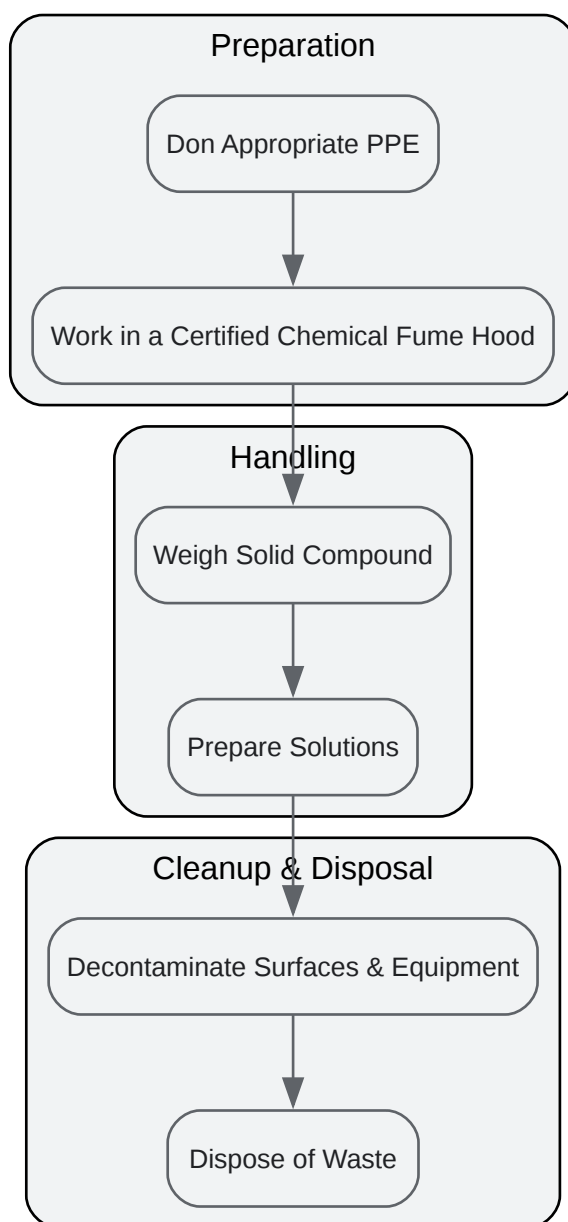 Preparation
Don Appropriate PPE
Work in a Certified Chemical Fume Hood
Handling
Weigh Solid Compound
Prepare Solutions
Cleanup & Disposal
Decontaminate Surfaces & Equipment
Dispose of Waste